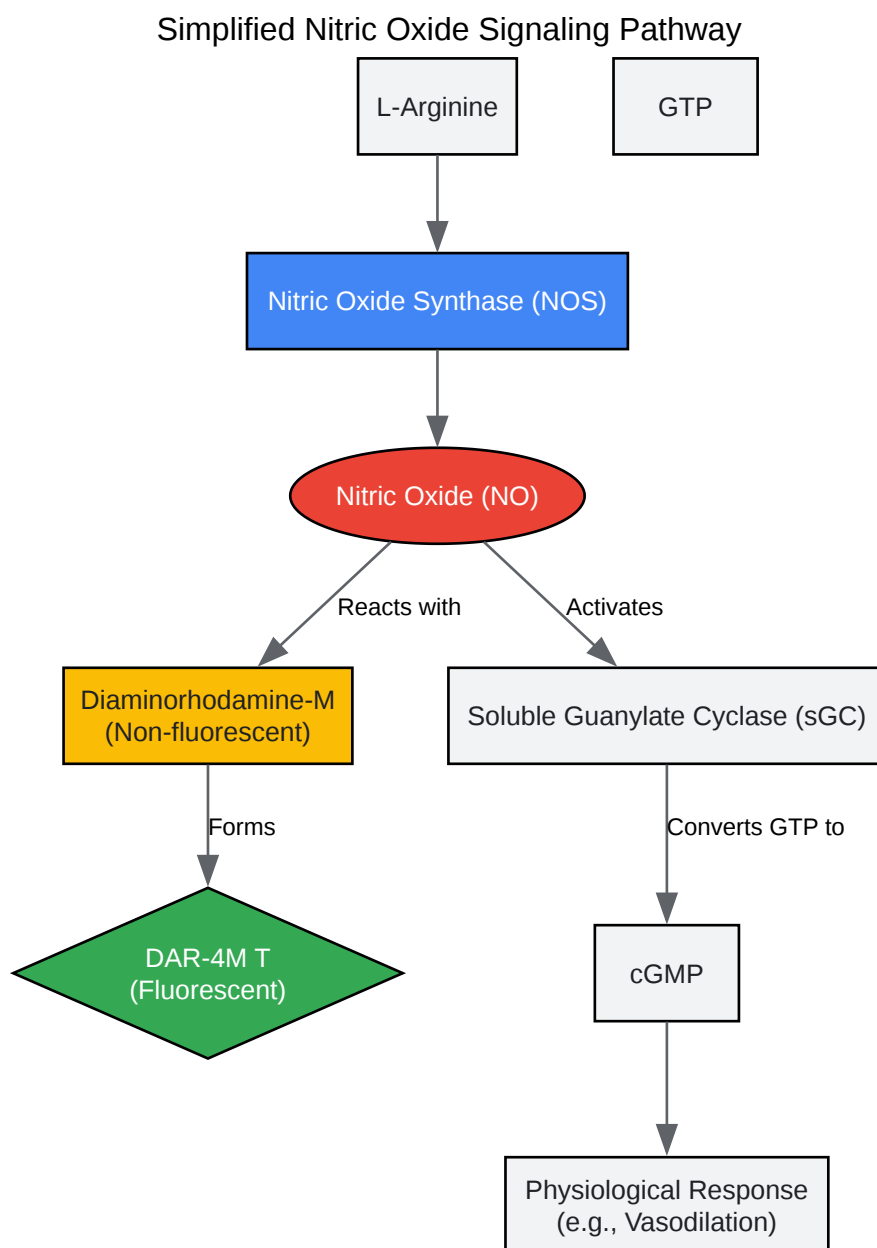 Simplified Nitric Oxide Signaling Pathway
L-Arginine
GTP
Nitric Oxide Synthase (NOS)
Nitric Oxide (NO)
Reacts with
Activates
Diaminorhodamine-M
(Non-fluorescent)
Soluble Guanylate Cyclase (sGC)
Forms
Converts GTP to
DAR-4M T
(Fluorescent)
cGMP
Physiological Response
(e.g., Vasodilation)